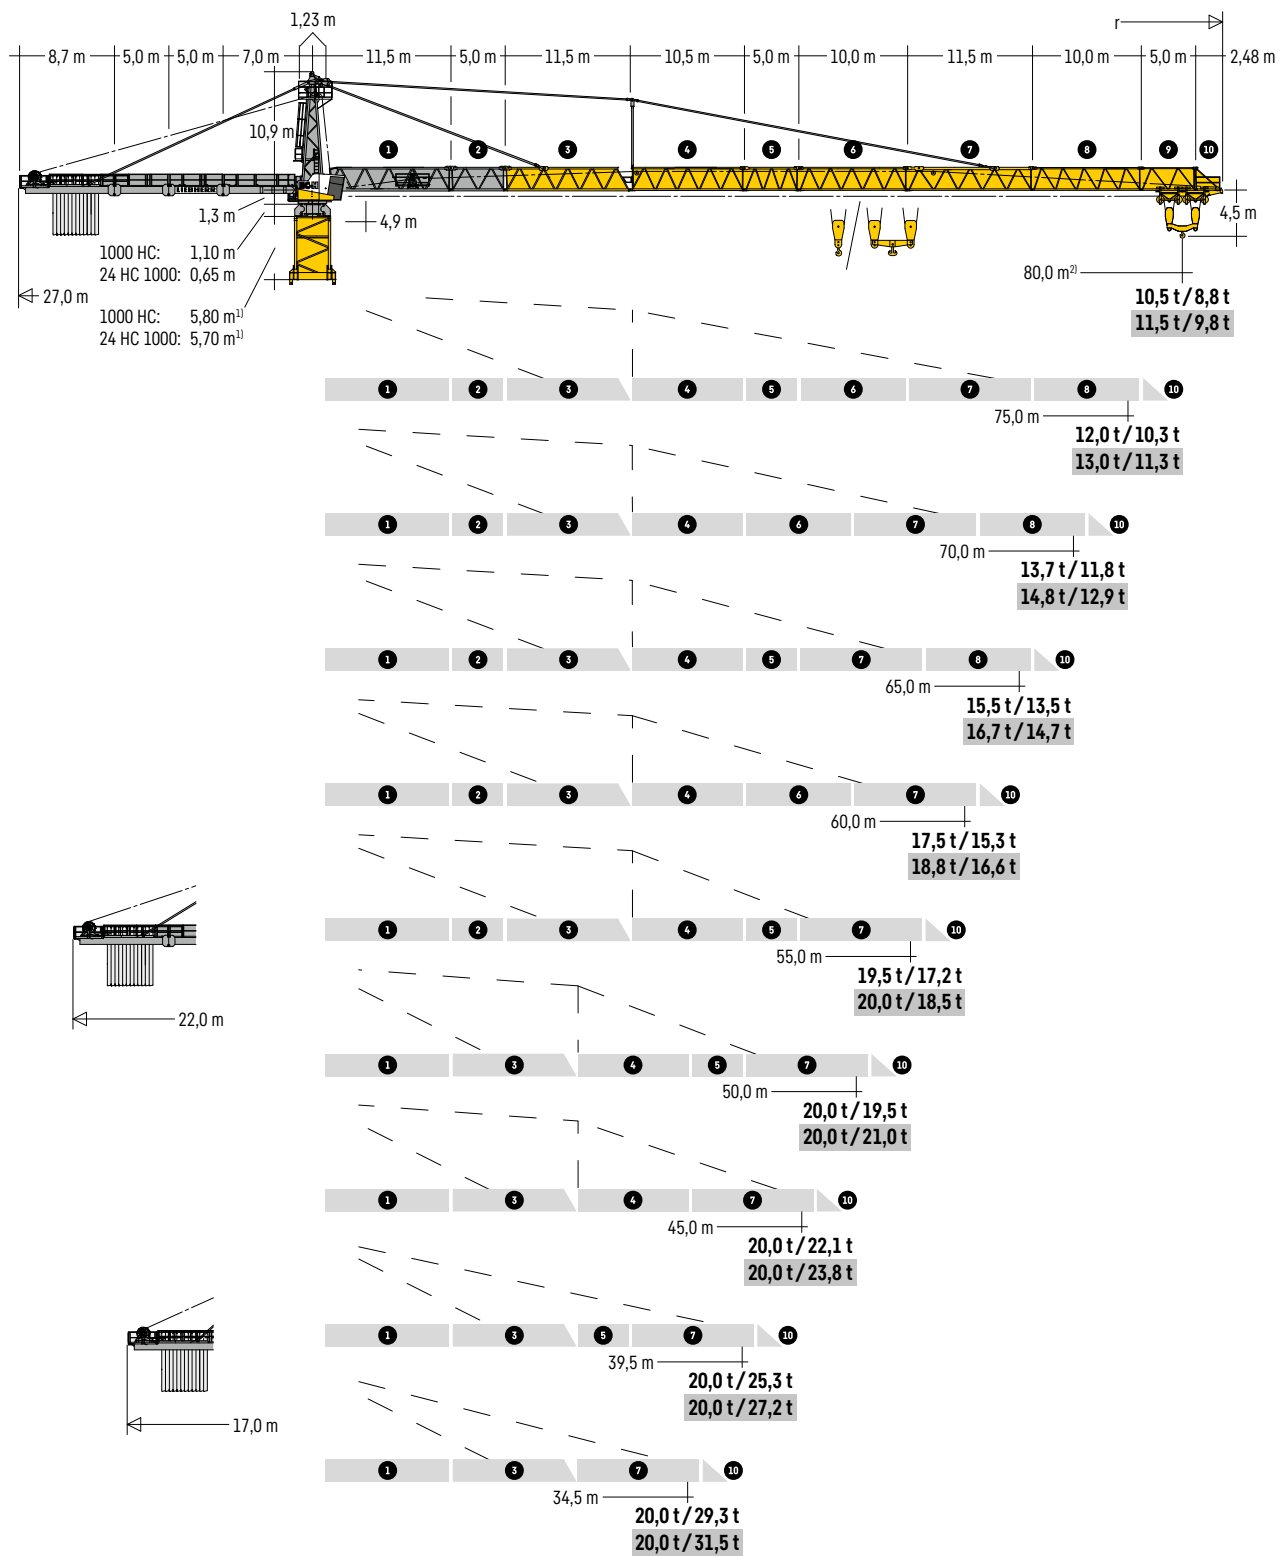 1,23 m
r
8,7 m 5,0 m 5,0 m 7,0 m 11,5 m 5,0 m 11,5 m 10,5 m 5,0 m 10,0 m 11,5 m 10,0 m 5,0 m 2,48 m
10,9 m
1 2 3 4 5 6 7 8 9 10
LIEBHERR
1,3 m
4,9 m
4,5 m
1000 HC: 1,10 m
24 HC 1000: 0,65 m
80,0 m²⁾
27,0 m
10,5 t / 8,8 t
1000 HC: 5,80 m¹⁾
11,5 t / 9,8 t
24 HC 1000: 5,70 m¹⁾
1 2 3 4 5 6 7 8 10
75,0 m
12,0 t / 10,3 t
13,0 t / 11,3 t
1 2 3 4 6 7 8 10
70,0 m
13,7 t / 11,8 t
14,8 t / 12,9 t
1 2 3 4 5 7 8 10
65,0 m
15,5 t / 13,5 t
16,7 t / 14,7 t
1 2 3 4 6 7 10
60,0 m
17,5 t / 15,3 t
18,8 t / 16,6 t
1 2 3 4 5 7 10
55,0 m
19,5 t / 17,2 t
20,0 t / 18,5 t
22,0 m
1 3 4 5 7 10
50,0 m
20,0 t / 19,5 t
20,0 t / 21,0 t
1 3 4 7 10
45,0 m
20,0 t / 22,1 t
20,0 t / 23,8 t
1 3 5 7 10
39,5 m
20,0 t / 25,3 t
20,0 t / 27,2 t
17,0 m
1 3 7 10
34,5 m
20,0 t / 29,3 t
20,0 t / 31,5 t